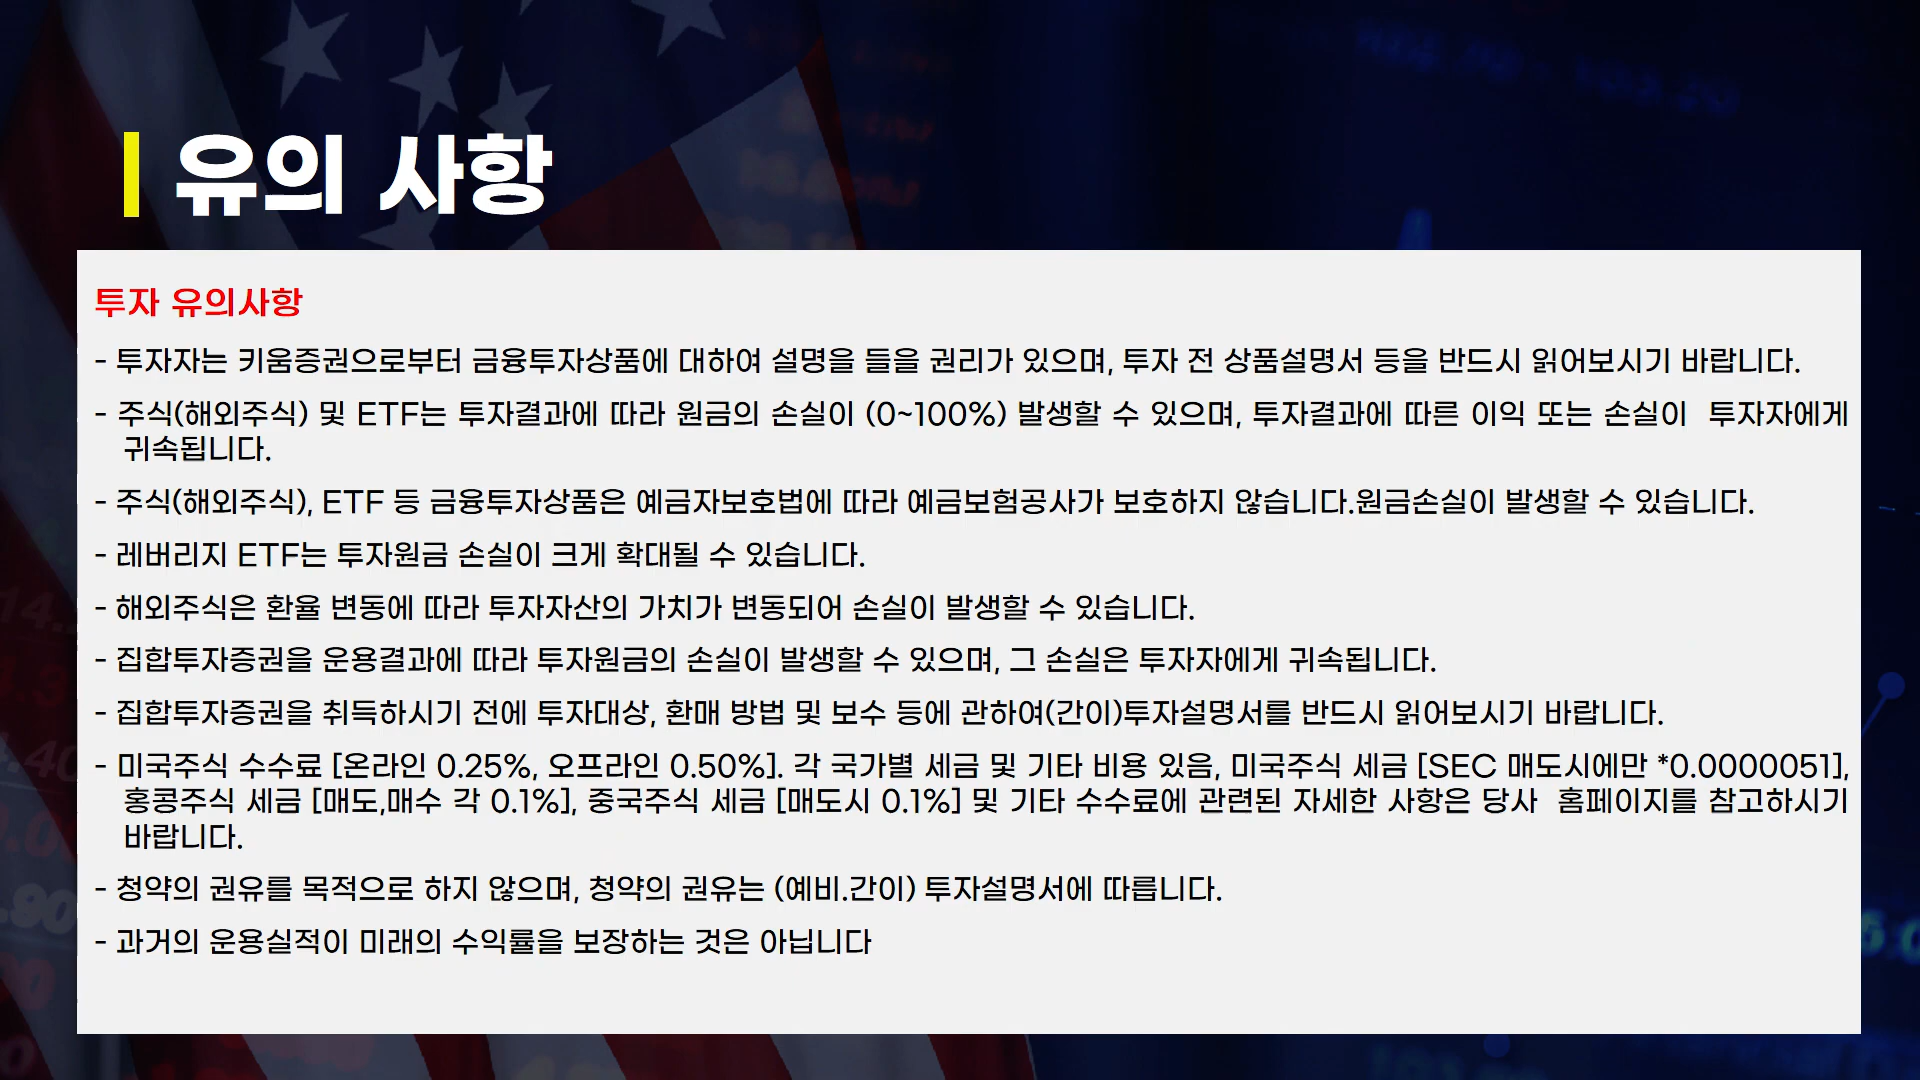 유의 사항
투자 유의사항
- 투자자는 키움증권으로부터 금융투자상품에 대하여 설명을 들을 권리가 있으며, 투자 전 상품설명서 등을 반드시 읽어보시기 바랍니다.
- 주식(해외주식) 및 ETF는 투자결과에 따라 원금의 손실이 (0~100%) 발생할 수 있으며, 투자결과에 따른 이익 또는 손실이 투자자에게
귀속됩니다.
- 주식(해외주식), ETF 등 금융투자상품은 예금자보호법에 따라 예금보험공사가 보호하지 않습니다.원금손실이 발생할 수 있습니다.
- 레버리지 ETF는 투자원금 손실이 크게 확대될 수 있습니다.
- 해외주식은 환율 변동에 따라 투자자산의 가치가 변동되어 손실이 발생할 수 있습니다.
- 집합투자증권을 운용결과에 따라 투자원금의 손실이 발생할 수 있으며, 그 손실은 투자자에게 귀속됩니다.
- 집합투자증권을 취득하시기 전에 투자대상, 환매 방법 및 보수 등에 관하여(간이)투자설명서를 반드시 읽어보시기 바랍니다.
- 미국주식 수수료 [온라인 0.25%, 오프라인 0.50%]. 각 국가별 세금 및 기타 비용 있음, 미국주식 세금 [SEC 매도시에만 *0.0000051],
홍콩주식 세금 [매도,매수 각 0.1%], 중국주식 세금 [매도시 0.1%] 및 기타 수수료에 관련된 자세한 사항은 당사 홈페이지를 참고하시기
바랍니다.
- 청약의 권유를 목적으로 하지 않으며, 청약의 권유는 (예비.간이) 투자설명서에 따릅니다.
- 과거의 운용실적이 미래의 수익률을 보장하는 것은 아닙니다